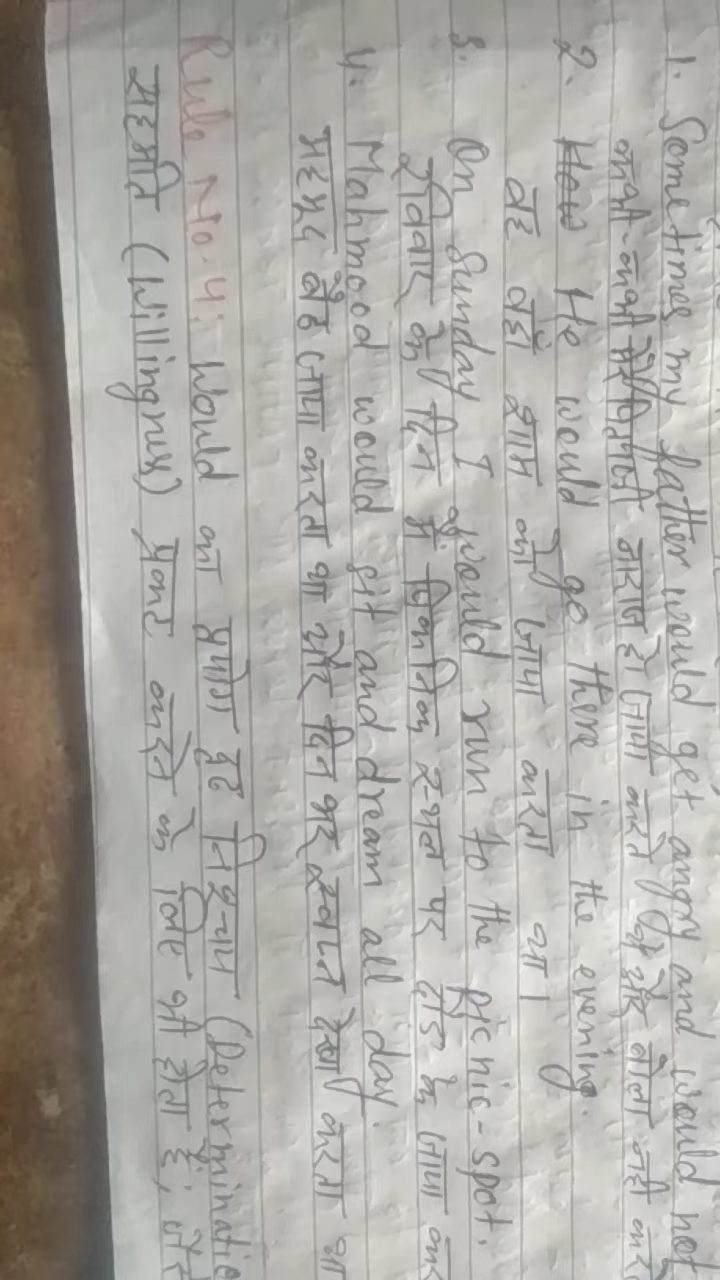 1. Sometimes my father would get angry and would not
कभी-कभी मेरे पिताजी नाराज हो जाया करते थे और बोला नहीं कर
2. He would go there in the evening.
वह वहाँ शाम को जाया करता था।
3. On Sunday I would run to the picnic-spot.
रविवार के दिन मैं पिकनिक स्थल पर दौड़ के जाया कर
4. Mahmood would sit and dream all day.
महमूद बैठ जाया करता था और दिन भर स्वप्न देखा करता था
Rule No. 4: Would का प्रयोग दृढ़ निश्चय (Determinatio
सहमति (Willingness) प्रकट करने के लिए भी होता है; जैसे